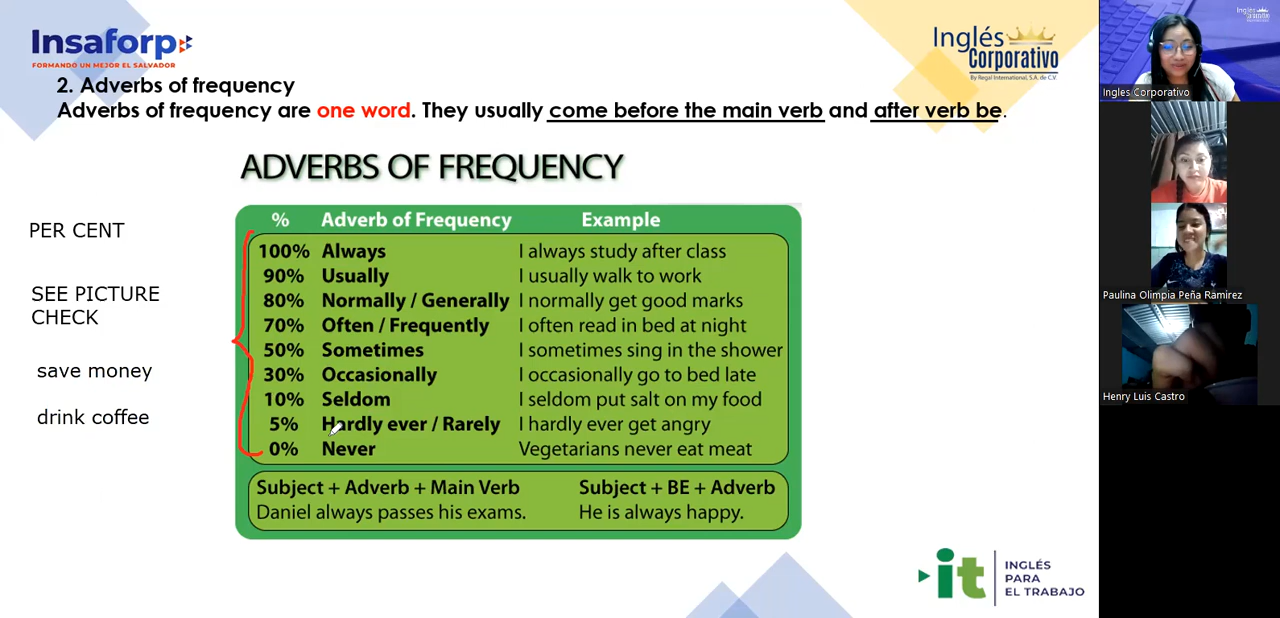 Insaforp
FORMANDO UN MEJOR EL SALVADOR
Inglés
Corporativo
By Regal International, S.A. de C.V.
2. Adverbs of frequency
Adverbs of frequency are one word. They usually come before the main verb and after verb be.
ADVERBS OF FREQUENCY
PER CENT
SEE PICTURE
CHECK
save money
drink coffee
% Adverb of Frequency Example
100% Always I always study after class
90% Usually I usually walk to work
80% Normally / Generally I normally get good marks
70% Often / Frequently I often read in bed at night
50% Sometimes I sometimes sing in the shower
30% Occasionally I occasionally go to bed late
10% Seldom I seldom put salt on my food
5% Hardly ever / Rarely I hardly ever get angry
0% Never Vegetarians never eat meat
Subject + Adverb + Main Verb Subject + BE + Adverb
Daniel always passes his exams. He is always happy.
it
INGLÉS
PARA
EL TRABAJO
Ingles Corporativo
Paulina Olimpia Peña Ramirez
Henry Luis Castro